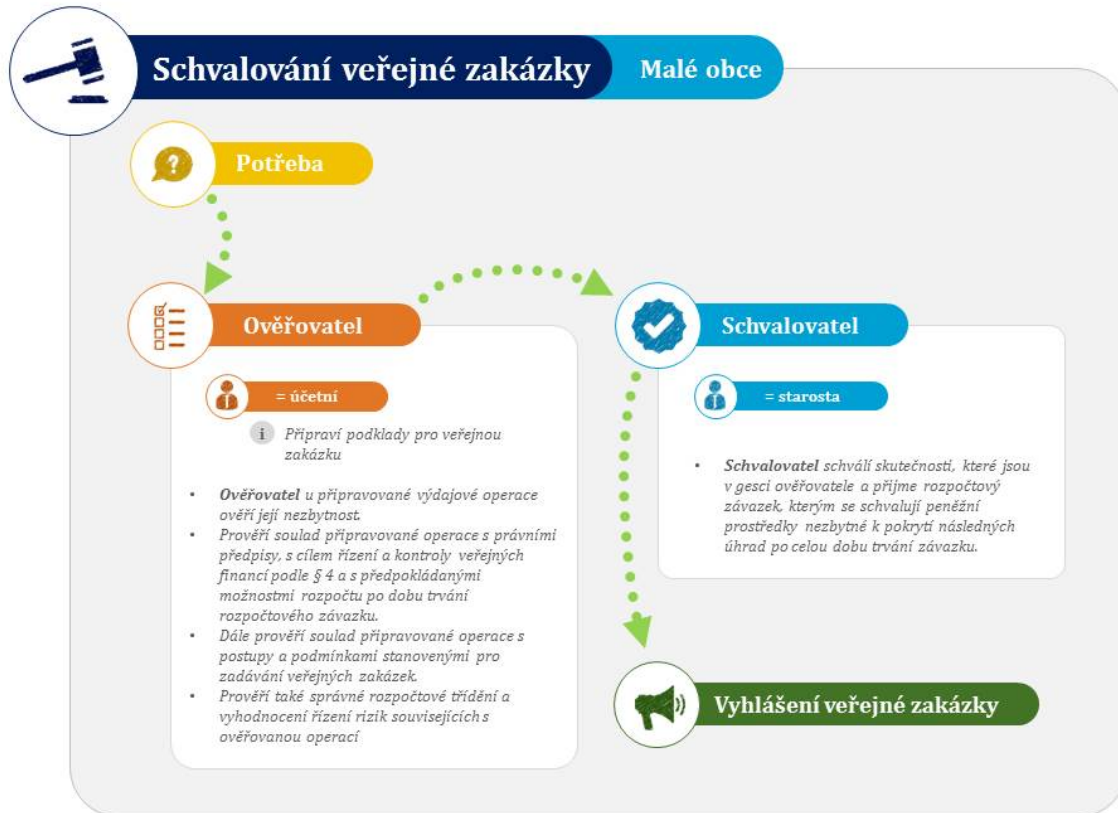 Schvalování veřejné zakázky
Malé obce
Potřeba
?
Ověřovatel
= účetní
i
Připraví podklady pro veřejnou
zakázku
• Ověřovatel u připravované výdajové operace
ověří její nezbytnost.
• Prověří soulad připravované operace s právními
předpisy, s cílem řízení a kontroly veřejných
financí podle § 4 a s předpokládanými
možnostmi rozpočtu po dobu trvání
rozpočtového závazku.
• Dále prověří soulad připravované operace s
postupy a podmínkami stanovenými pro
zadávání veřejných zakázek.
• Prověří také správné rozpočtové třídění a
vyhodnocení řízení rizik souvisejících s
ověřovanou operací
Schvalovatel
= starosta
• Schvalovatel schválí skutečnosti, které jsou
v gesci ověřovatele a přijme rozpočtový
závazek, kterým se schvalují peněžní
prostředky nezbytné k pokrytí následných
úhrad po celou dobu trvání závazku.
Vyhlášení veřejné zakázky